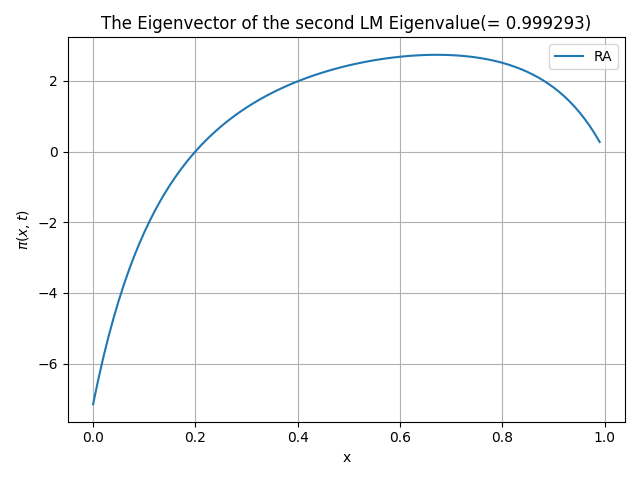 The Eigenvector of the second LM Eigenvalue(= 0.999293)
RA
2
0
−2
−4
−6
π(x, t)
0.0 0.2 0.4 0.6 0.8 1.0
x